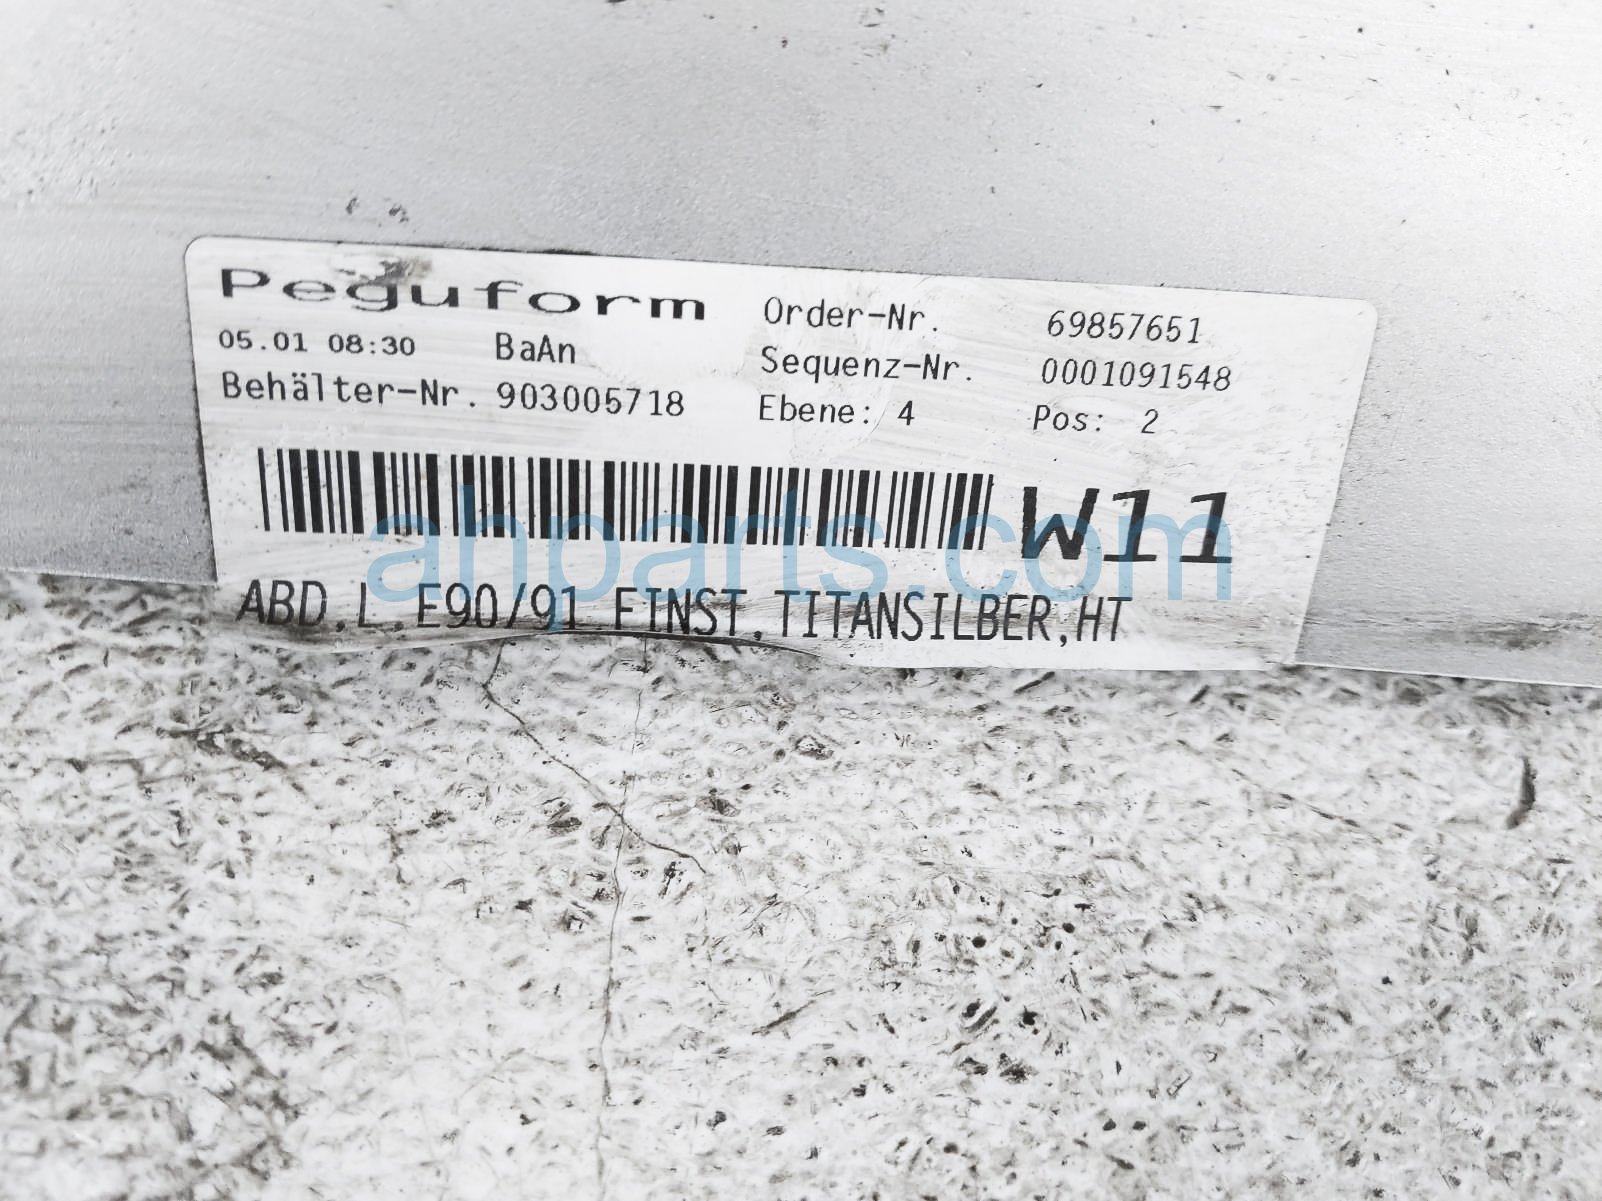 Peguform
05.01 08:30 BaAn
Behälter-Nr. 903005718
Order-Nr. 69857651
Sequenz-Nr. 0001091548
Ebene: 4 Pos: 2
W11
ahparts.com
ABD,L,E90/91 EINST,TITANSILBER,HT